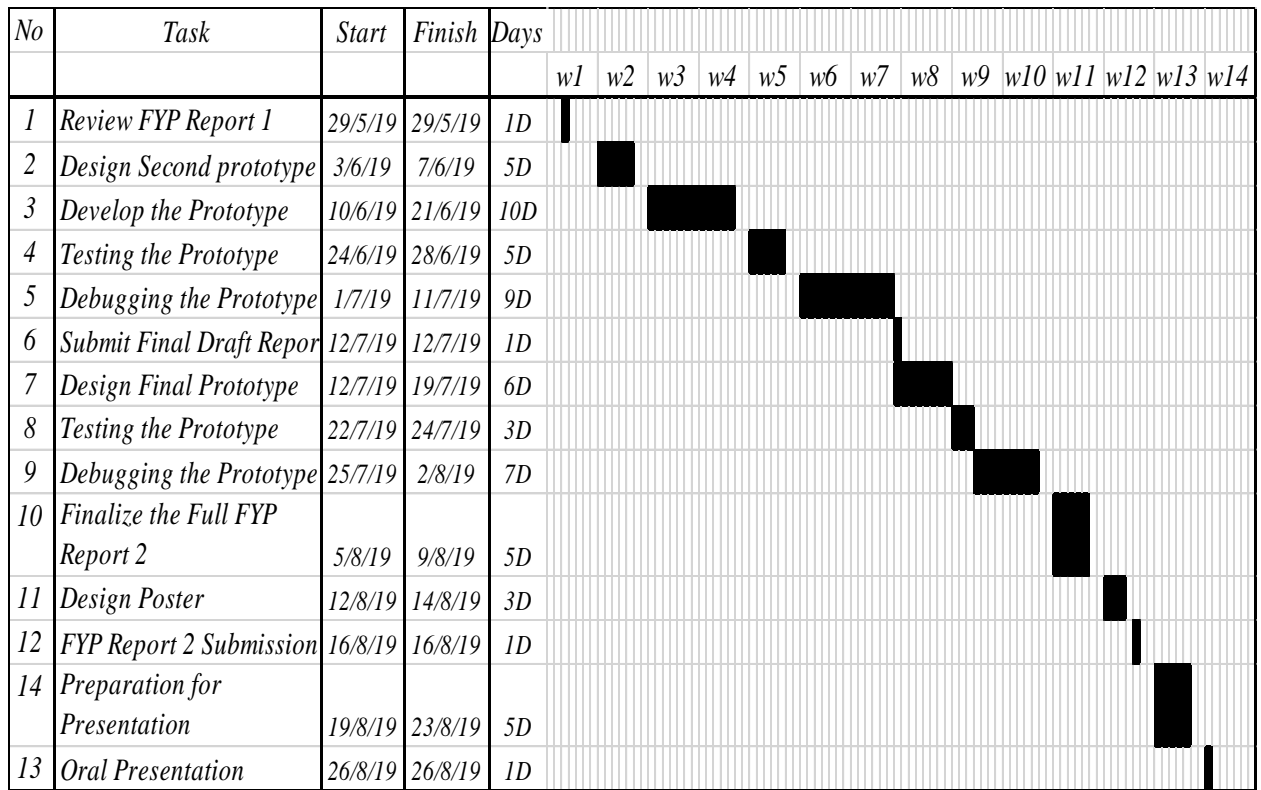 No Task Start Finish Days
w1 w2 w3 w4 w5 w6 w7 w8 w9 w10 w11 w12 w13 w14
1 Review FYP Report 1 29/5/19 29/5/19 1D
2 Design Second prototype 3/6/19 7/6/19 5D
3 Develop the Prototype 10/6/19 21/6/19 10D
4 Testing the Prototype 24/6/19 28/6/19 5D
5 Debugging the Prototype 1/7/19 11/7/19 9D
6 Submit Final Draft Repor 12/7/19 12/7/19 1D
7 Design Final Prototype 12/7/19 19/7/19 6D
8 Testing the Prototype 22/7/19 24/7/19 3D
9 Debugging the Prototype 25/7/19 2/8/19 7D
10 Finalize the Full FYP
Report 2 5/8/19 9/8/19 5D
11 Design Poster 12/8/19 14/8/19 3D
12 FYP Report 2 Submission 16/8/19 16/8/19 1D
14 Preparation for
Presentation 19/8/19 23/8/19 5D
13 Oral Presentation 26/8/19 26/8/19 1D